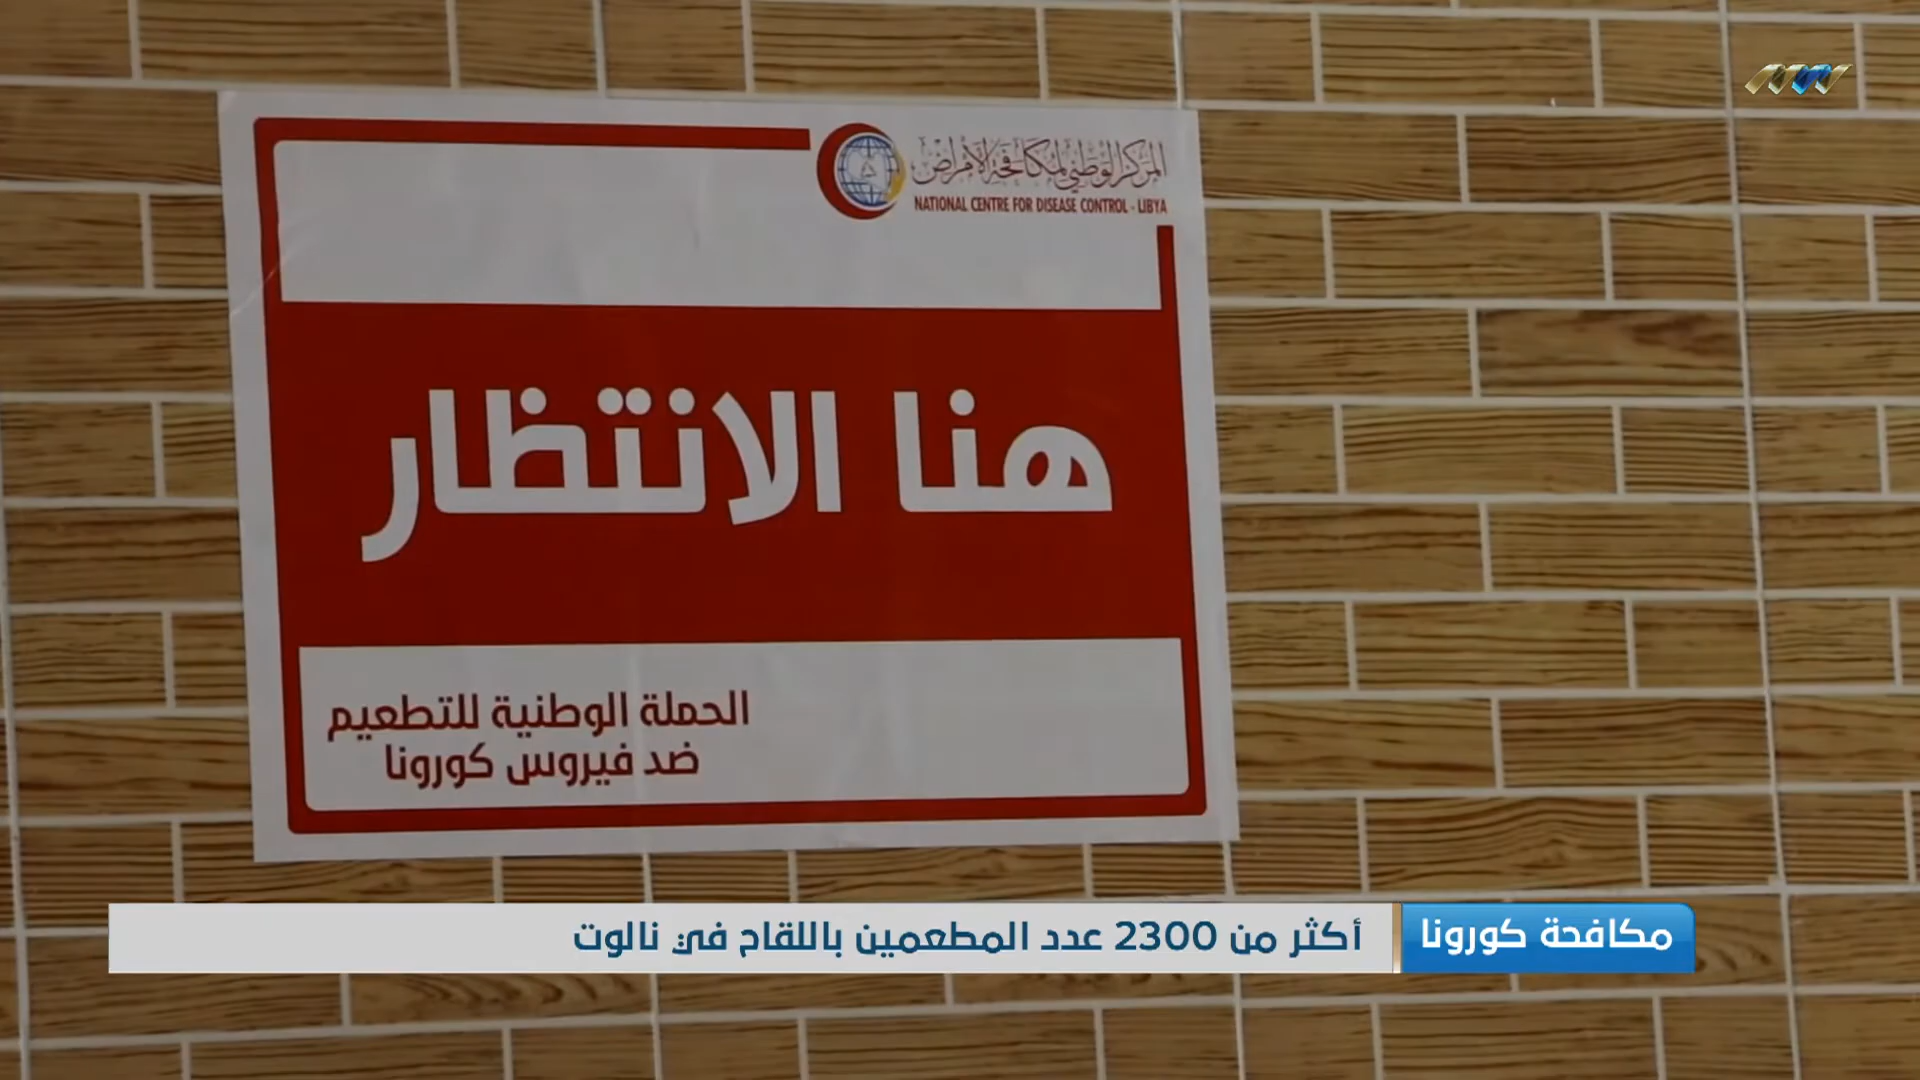 المركز الوطني لمكافحة الأمراض
NATIONAL CENTRE FOR DISEASE CONTROL - LIBYA
هنا الانتظار
الحملة الوطنية للتطعيم
ضد فيروس كورونا
مكافحة كورونا
أكثر من 2300 عدد المطعمين باللقاح في نالوت